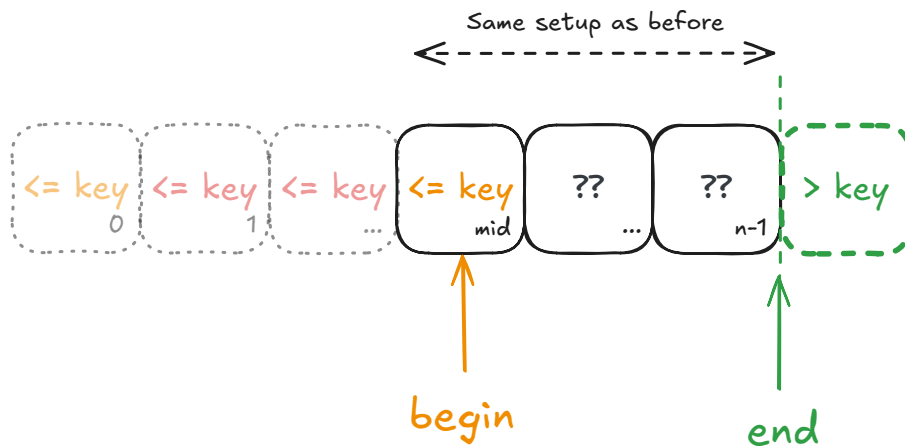 Same setup as before
<= key
0
<= key
1
<= key
...
<= key
mid
??
...
??
n-1
> key
begin
end